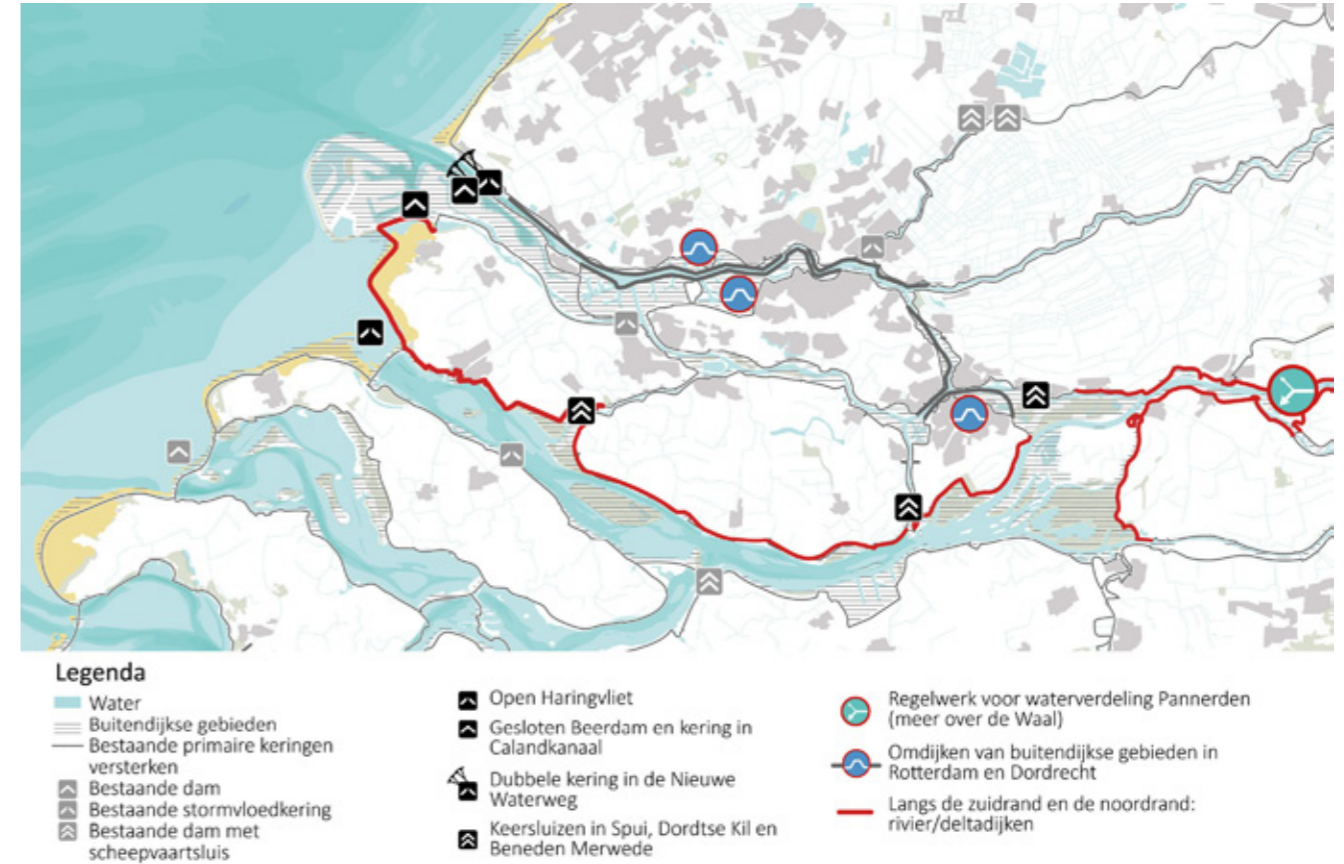 Legenda
Water
Buitendijkse gebieden
Bestaande primaire keringen
versterken
Bestaande dam
Bestaande stormvloedkering
Bestaande dam met
scheepvaartsluis
Open Haringvliet
Gesloten Beerdam en kering in
Calandkanaal
Dubbele kering in de Nieuwe
Waterweg
Keersluizen in Spui, Dordtse Kil en
Beneden Merwede
Regelwerk voor waterverdeling Pannerden
(meer over de Waal)
Omdijken van buitendijkse gebieden in
Rotterdam en Dordrecht
Langs de zuidrand en de noordrand:
rivier/deltadijken